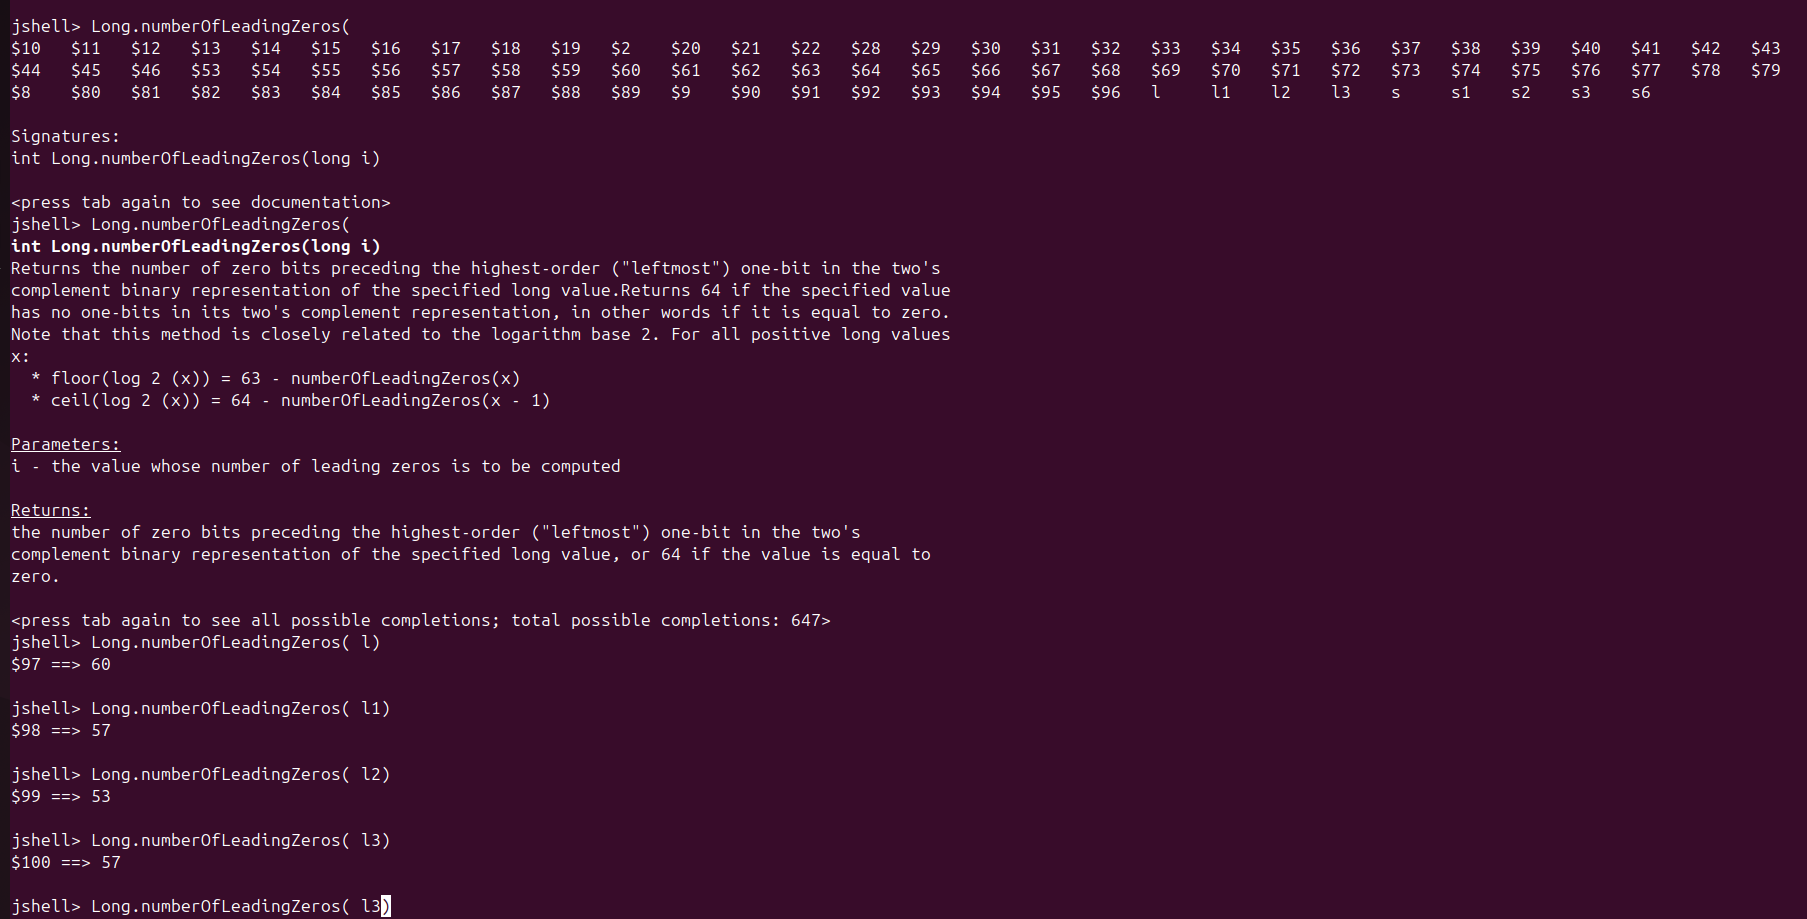 jshell> Long.numberOfLeadingZeros(
$10   $11   $12   $13   $14   $15   $16   $17   $18   $19   $2    $20   $21   $22   $28   $29   $30   $31   $32   $33   $34   $35   $36   $37   $38   $39   $40   $41   $42   $43
$44   $45   $46   $53   $54   $55   $56   $57   $58   $59   $60   $61   $62   $63   $64   $65   $66   $67   $68   $69   $70   $71   $72   $73   $74   $75   $76   $77   $78   $79
$8    $80   $81   $82   $83   $84   $85   $86   $87   $88   $89   $9    $90   $91   $92   $93   $94   $95   $96   l     l1    l2    l3    s     s1    s2    s3    s6
Signatures:
int Long.numberOfLeadingZeros(long i)
<press tab again to see documentation>
jshell> Long.numberOfLeadingZeros(
int Long.numberOfLeadingZeros(long i)
Returns the number of zero bits preceding the highest-order ("leftmost") one-bit in the two's
complement binary representation of the specified long value.Returns 64 if the specified value
has no one-bits in its two's complement representation, in other words if it is equal to zero.
Note that this method is closely related to the logarithm base 2. For all positive long values
x:
  * floor(log 2 (x)) = 63 - numberOfLeadingZeros(x)
  * ceil(log 2 (x)) = 64 - numberOfLeadingZeros(x - 1)
Parameters:
i - the value whose number of leading zeros is to be computed
Returns:
the number of zero bits preceding the highest-order ("leftmost") one-bit in the two's
complement binary representation of the specified long value, or 64 if the value is equal to
zero.
<press tab again to see all possible completions; total possible completions: 647>
jshell> Long.numberOfLeadingZeros( l)
$97 ==> 60
jshell> Long.numberOfLeadingZeros( l1)
$98 ==> 57
jshell> Long.numberOfLeadingZeros( l2)
$99 ==> 53
jshell> Long.numberOfLeadingZeros( l3)
$100 ==> 57
jshell> Long.numberOfLeadingZeros( l3)